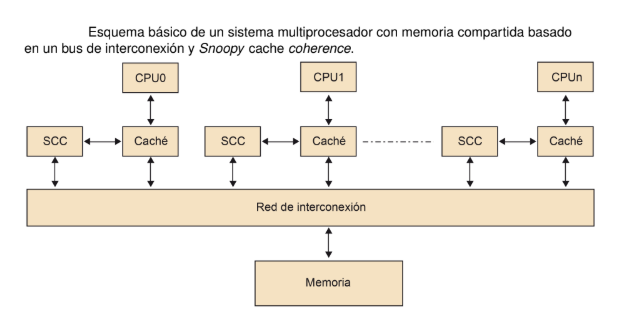 Esquema básico de un sistema multiprocesador con memoria compartida basado
en un bus de interconexión y Snoopy cache coherence.
CPU0
CPU1
CPUn
SCC
Caché
SCC
Caché
SCC
Caché
Red de interconexión
Memoria